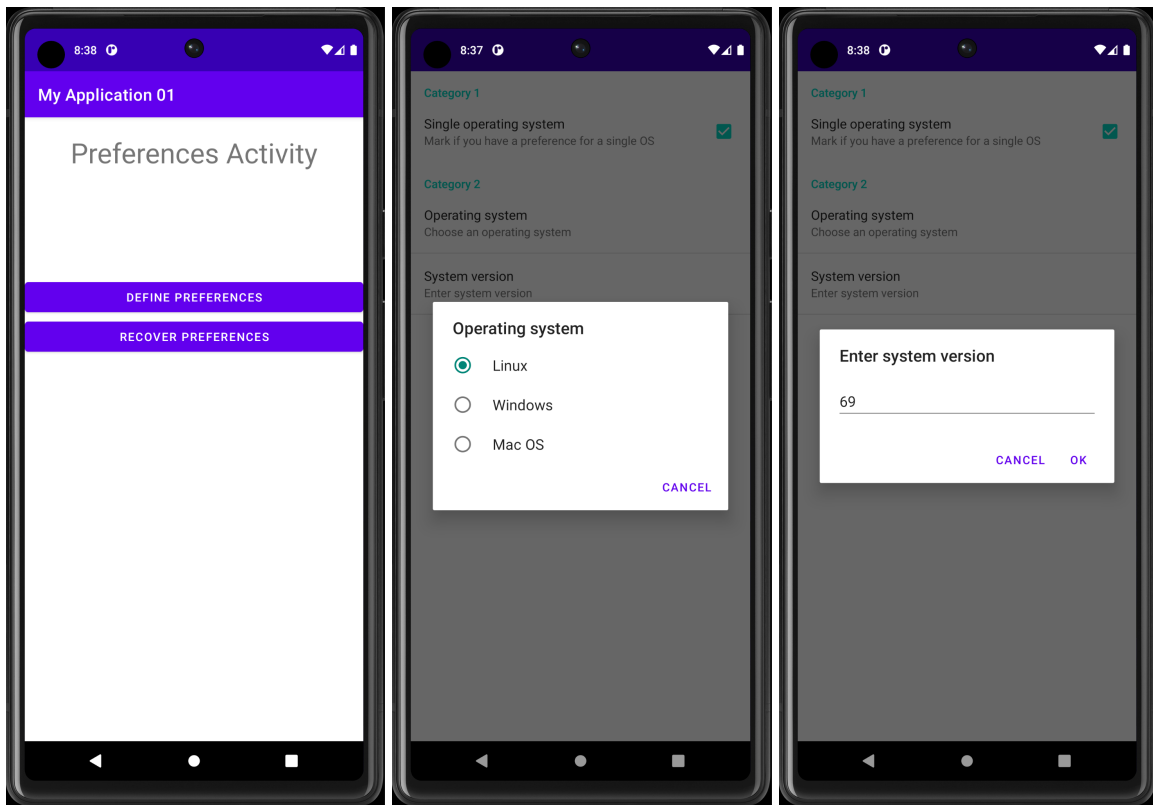 8:38
My Application 01
Preferences Activity
DEFINE PREFERENCES
RECOVER PREFERENCES
8:37
Category 1
Single operating system
Mark if you have a preference for a single OS
Category 2
Operating system
Choose an operating system
System version
Enter system version
Operating system
Linux
Windows
Mac OS
CANCEL
8:38
Category 1
Single operating system
Mark if you have a preference for a single OS
Category 2
Operating system
Choose an operating system
System version
Enter system version
Enter system version
69
CANCEL OK